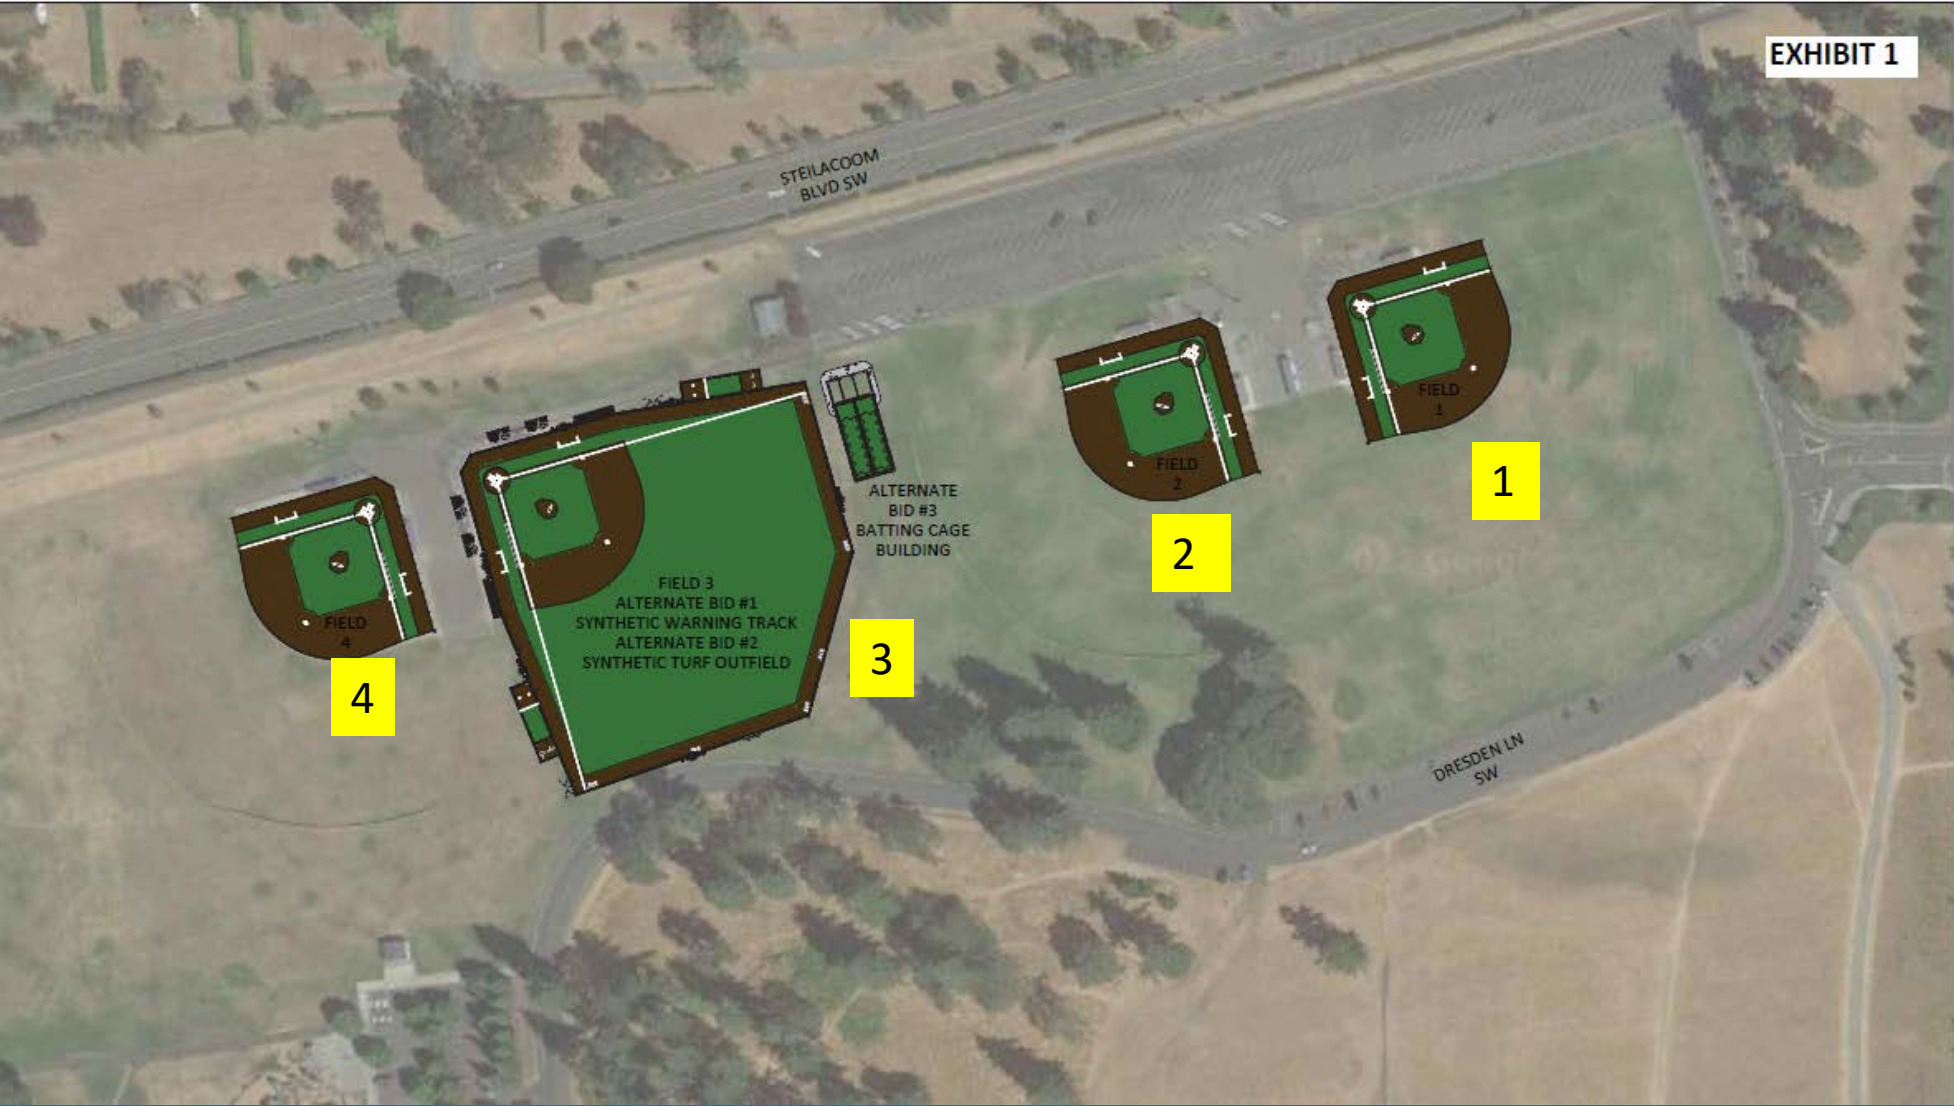 EXHIBIT 1
STEILACOOM
BLVD SW
FIELD
1
1
FIELD
2
2
ALTERNATE
BID #3
BATTING CAGE
BUILDING
FIELD 3
ALTERNATE BID #1
SYNTHETIC WARNING TRACK
ALTERNATE BID #2
SYNTHETIC TURF OUTFIELD
3
FIELD
4
4
DRESDEN LN
SW